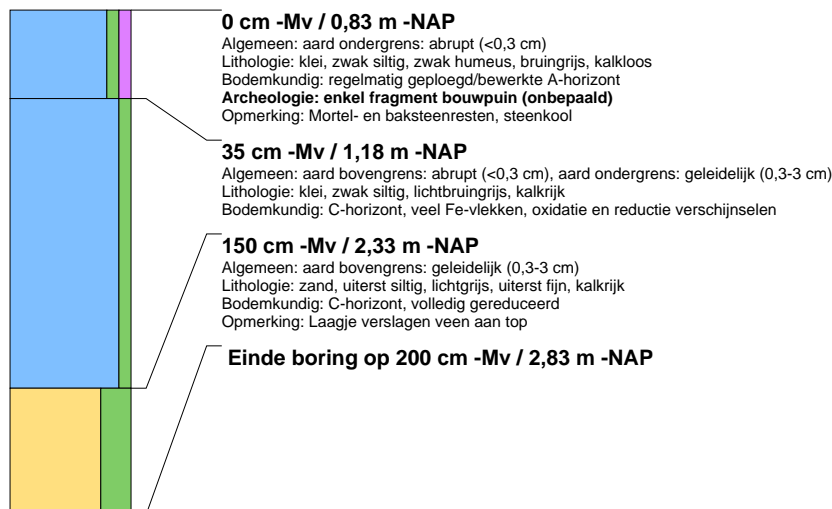 0 cm -Mv / 0,83 m -NAP
Algemeen: aard ondergrens: abrupt (<0,3 cm)
Lithologie: klei, zwak siltig, zwak humeus, bruingrijs, kalkloos
Bodemkundig: regelmatig geploegd/bewerkte A-horizont
Archeologie: enkel fragment bouwpuin (onbepaald)
Opmerking: Mortel- en baksteenresten, steenkool
35 cm -Mv / 1,18 m -NAP
Algemeen: aard bovengrens: abrupt (<0,3 cm), aard ondergrens: geleidelijk (0,3-3 cm)
Lithologie: klei, zwak siltig, lichtbruingrijs, kalkrijk
Bodemkundig: C-horizont, veel Fe-vlekken, oxidatie en reductie verschijnselen
150 cm -Mv / 2,33 m -NAP
Algemeen: aard bovengrens: geleidelijk (0,3-3 cm)
Lithologie: zand, uiterst siltig, lichtgrijs, uiterst fijn, kalkrijk
Bodemkundig: C-horizont, volledig gereduceerd
Opmerking: Laagje verslagen veen aan top
Einde boring op 200 cm -Mv / 2,83 m -NAP